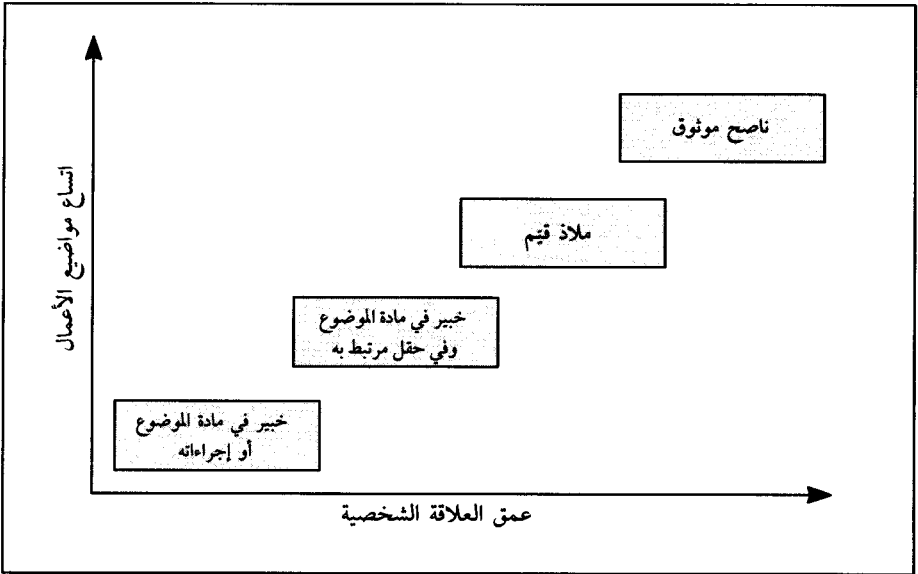 ناصح موثوق
ملاذ قيّم
خبير في مادة الموضوع
وفي حقل مرتبط به
خبير في مادة الموضوع
أو إجراءاته
اتساع مواضيع الأعمال
عمق العلاقة الشخصية